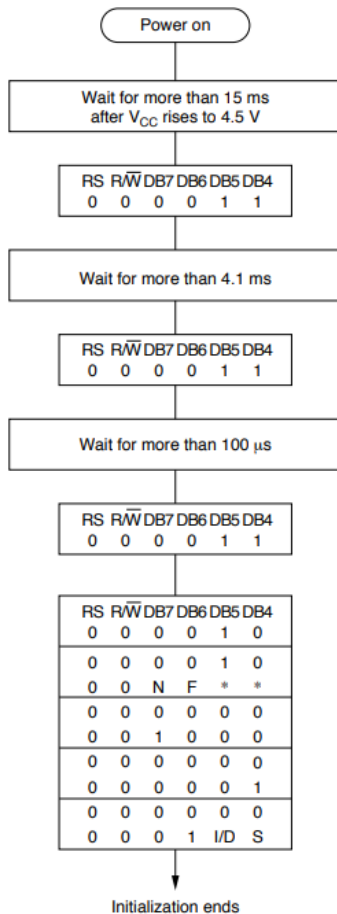 Power on
Wait for more than 15 ms
after VCC rises to 4.5 V
RS R/W̅ DB7 DB6 DB5 DB4
0 0 0 0 1 1
Wait for more than 4.1 ms
RS R/W̅ DB7 DB6 DB5 DB4
0 0 0 0 1 1
Wait for more than 100 μs
RS R/W̅ DB7 DB6 DB5 DB4
0 0 0 0 1 1
RS R/W̅ DB7 DB6 DB5 DB4
0 0 0 0 1 0
0 0 0 0 1 0
0 0 N F * *
0 0 0 0 0 0
0 0 1 0 0 0
0 0 0 0 0 0
0 0 0 0 0 1
0 0 0 0 0 0
0 0 0 1 I/D S
Initialization ends